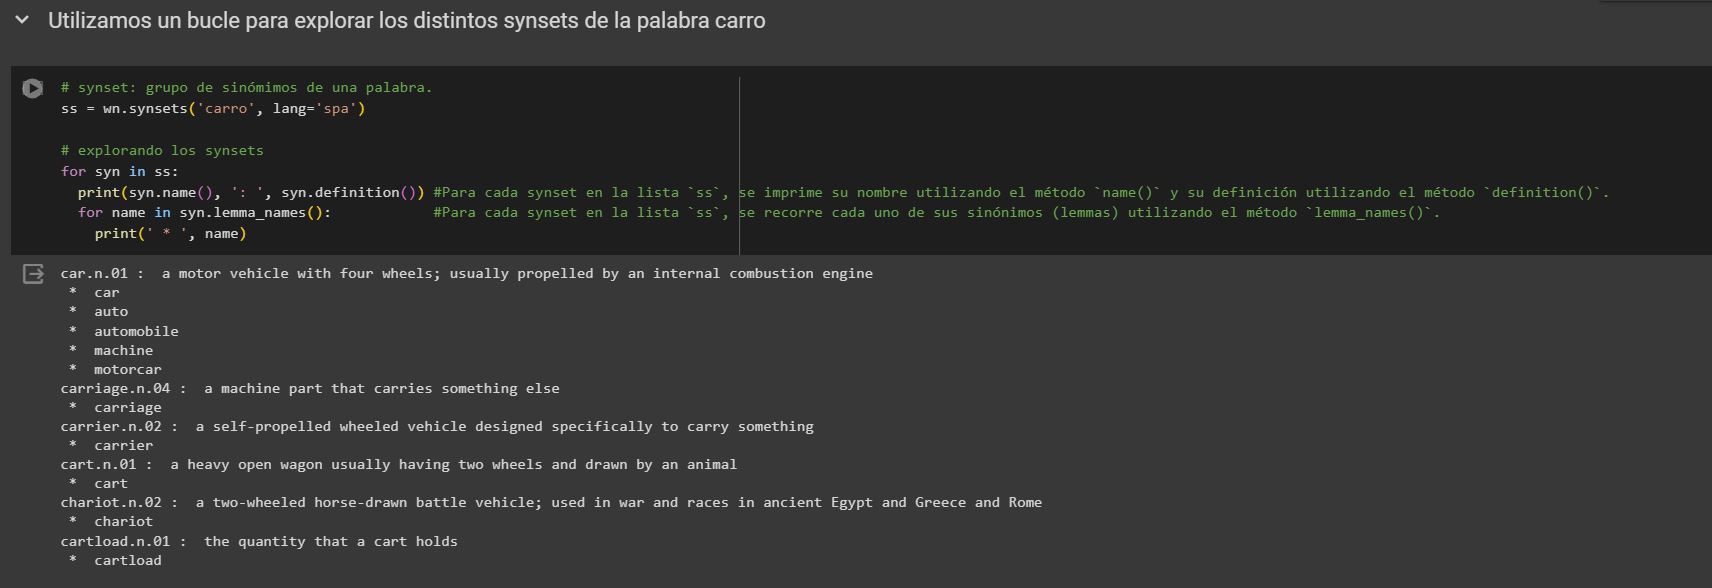 Utilizamos un bucle para explorar los distintos synsets de la palabra carro
# synset: grupo de sinómimos de una palabra.
ss = wn.synsets('carro', lang='spa')
# explorando los synsets
for syn in ss:
  print(syn.name(), ': ', syn.definition()) #Para cada synset en la lista `ss`, se imprime su nombre utilizando el método `name()` y su definición utilizando el método `definition()`.
  for name in syn.lemma_names():            #Para cada synset en la lista `ss`, se recorre cada uno de sus sinónimos (lemmas) utilizando el método `lemma_names()`.
    print(' * ', name)
car.n.01 :  a motor vehicle with four wheels; usually propelled by an internal combustion engine
 *  car
 *  auto
 *  automobile
 *  machine
 *  motorcar
carriage.n.04 :  a machine part that carries something else
 *  carriage
carrier.n.02 :  a self-propelled wheeled vehicle designed specifically to carry something
 *  carrier
cart.n.01 :  a heavy open wagon usually having two wheels and drawn by an animal
 *  cart
chariot.n.02 :  a two-wheeled horse-drawn battle vehicle; used in war and races in ancient Egypt and Greece and Rome
 *  chariot
cartload.n.01 :  the quantity that a cart holds
 *  cartload